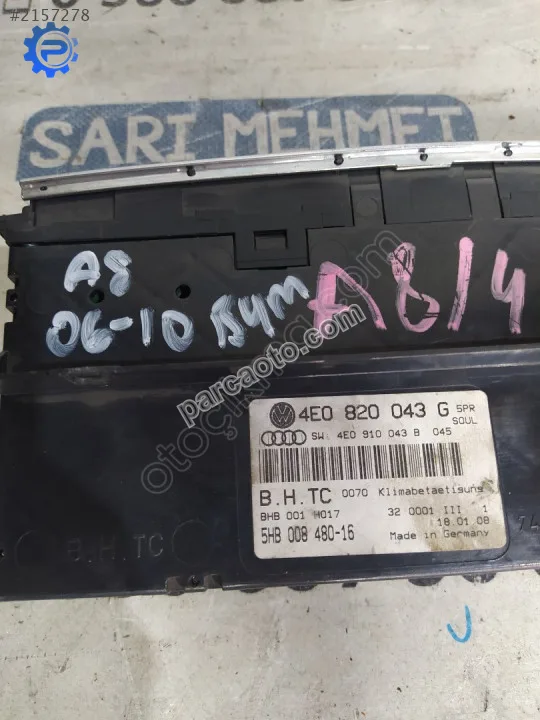 #2157278
SARI MEHMET
A8
06-10 B4M
A8/4
parcaoto.com
4E0 820 043 G 5PR
SOUL
SW: 4E0 910 043 B 045
B.H.TC 0070 Klimabetaetigung
BHB 001 H017 32 0001 III 1
18.01.08
5HB 008 480-16 Made in Germany
B.H.TC